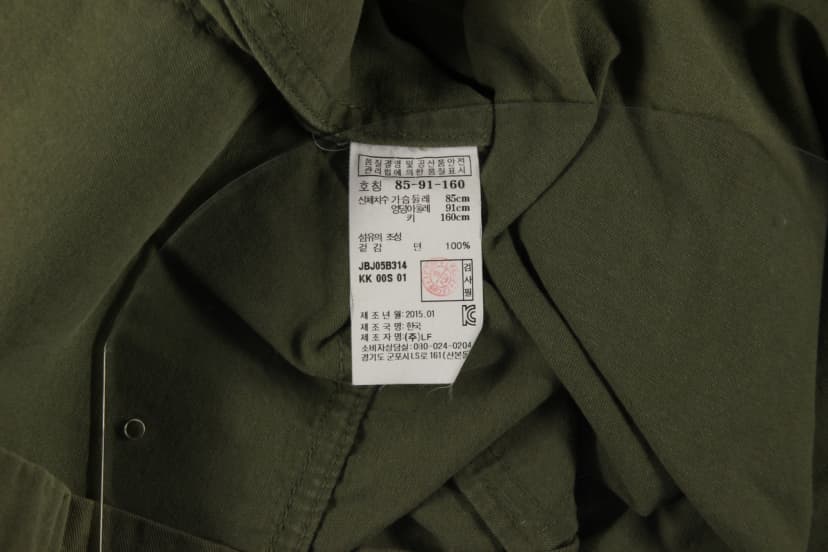 품질경영 및 공산품안전
관리법에 의한 품질표시
호칭 85-91-160
신체치수 가슴둘레 85cm
엉덩이둘레 91cm
키 160cm
섬유의 조성
겉감 면 100%
JBJ05B314
KK 00S 01
검사필
제조년월:2015.01
제조국명:한국
제조자명:(주)LF
소비자상담실:080-024-0204
경기도 군포시 LS로 161(산본동